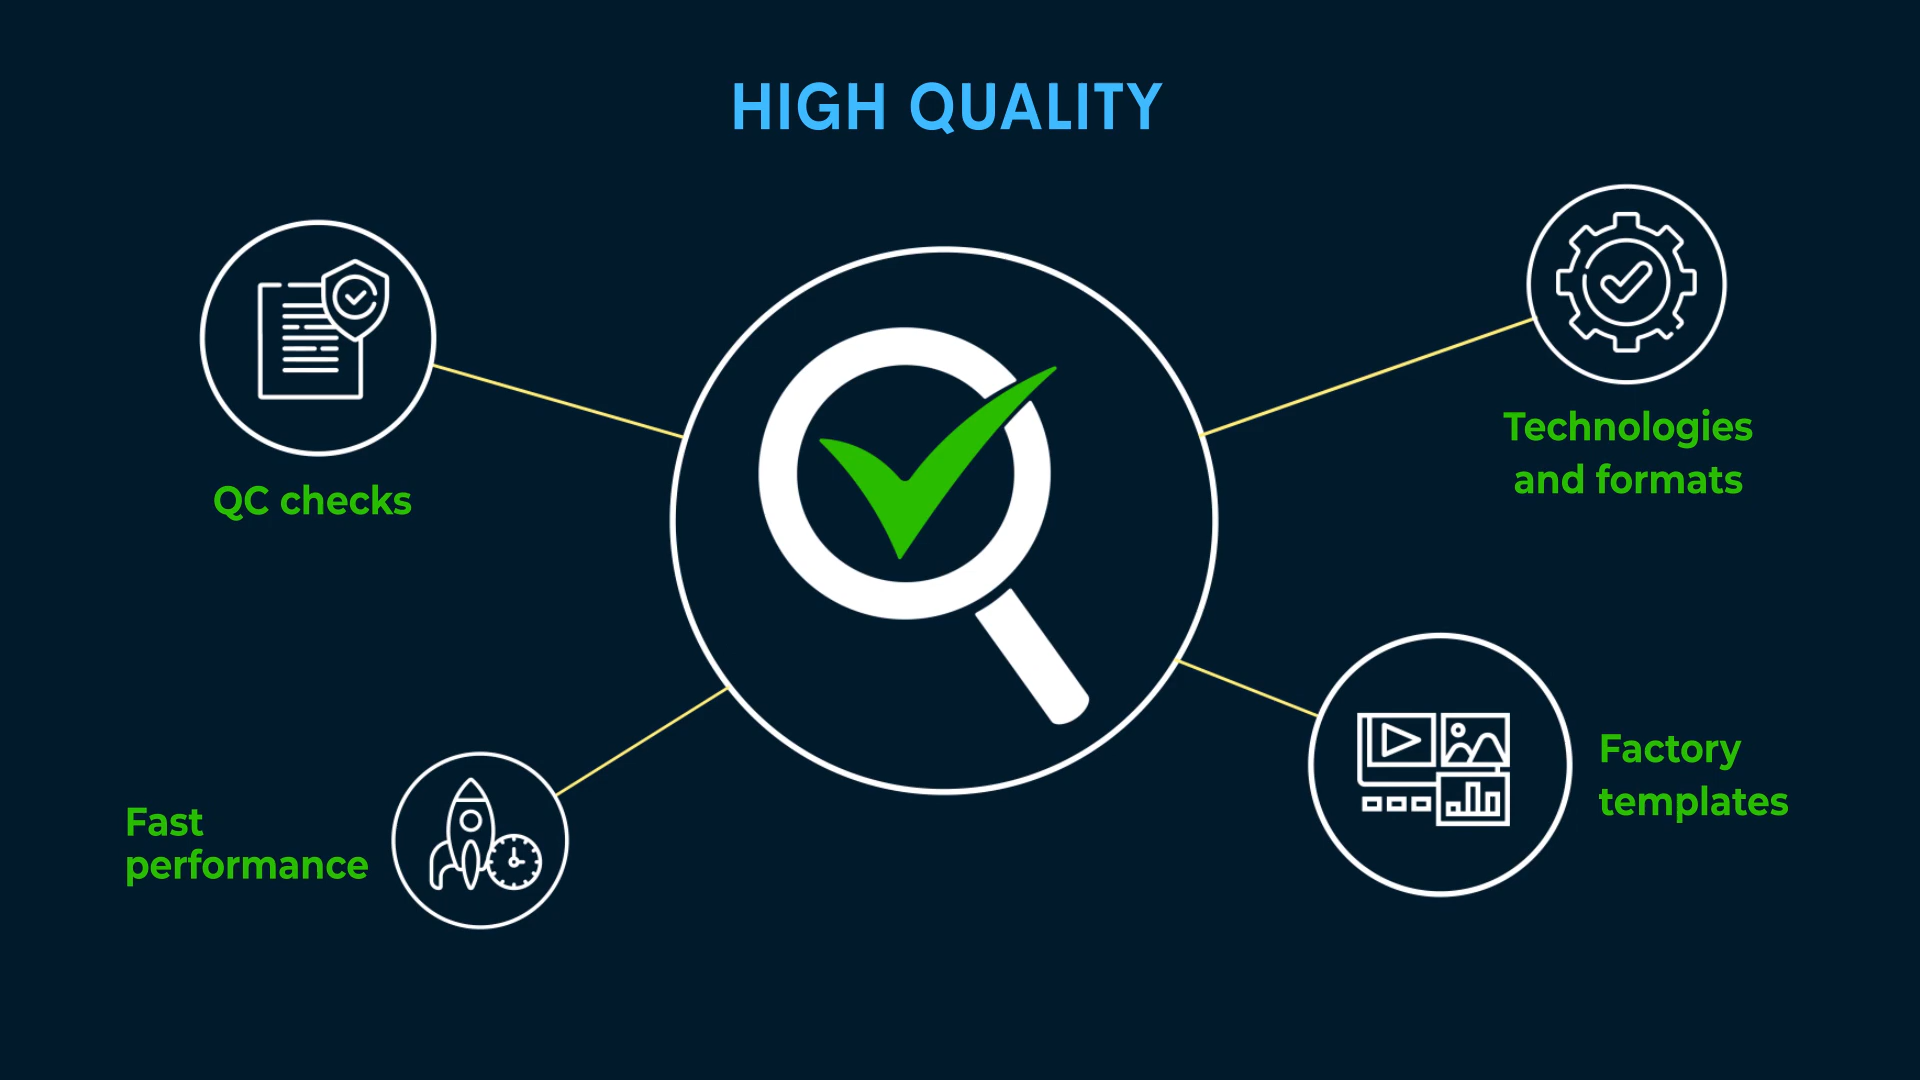 HIGH QUALITY
QC checks
Technologies
and formats
Fast
performance
Factory
templates